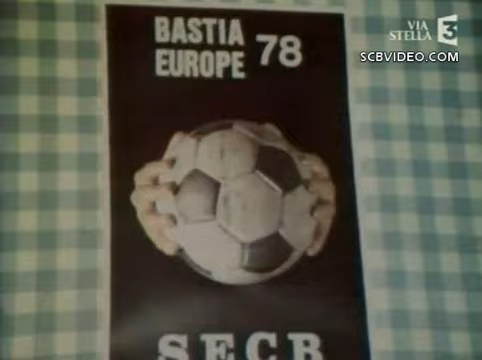 BASTIA
EUROPE 78
VIA
STELLA 3
SCBVIDEO.COM
SECB